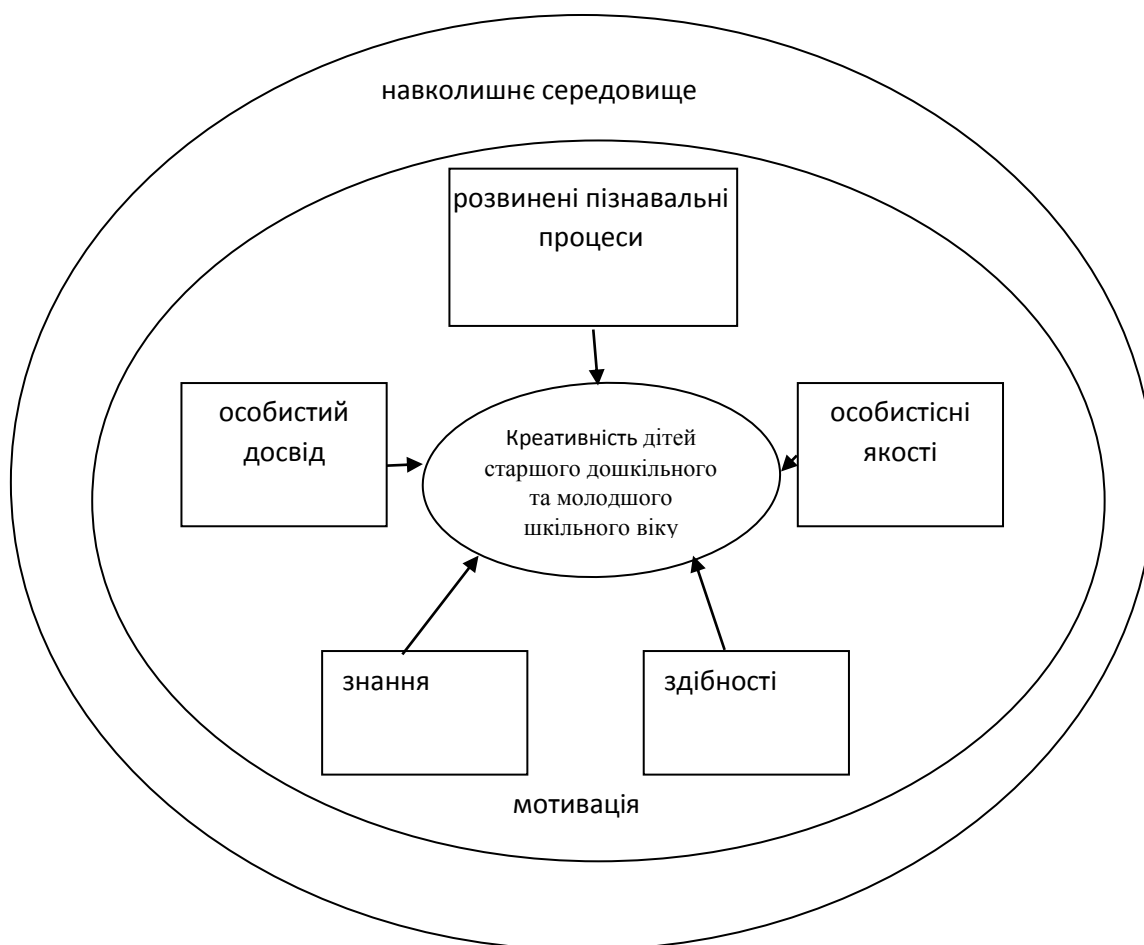 навколишнє середовище
розвинені пізнавальні
процеси
особистий
досвід
Креативність дітей
старшого дошкільного
та молодшого
шкільного віку
особистісні
якості
знання
здібності
мотивація